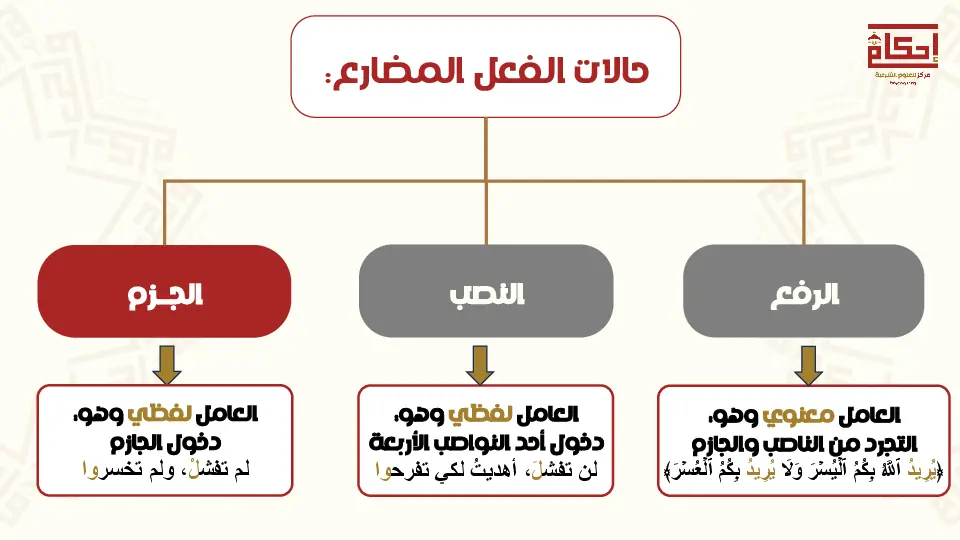 حالات الفعل المضارع:
إحكام
مركز للعلوم الشرعية
الرفع
النصب
الجـزم
العامل معنوي وهو:
التجرد من الناصب والجازم
﴿يُرِيدُ ٱللَّهُ بِكُمُ ٱلْيُسْرَ وَلَا يُرِيدُ بِكُمُ ٱلْعُسْرَ﴾
العامل لفظي وهو:
دخول أحد النواصب الأربعة
لن تفشلَ، أهديتُ لكي تفرحوا
العامل لفظي وهو:
دخول الجازم
لم تفشلْ، ولم تخسروا